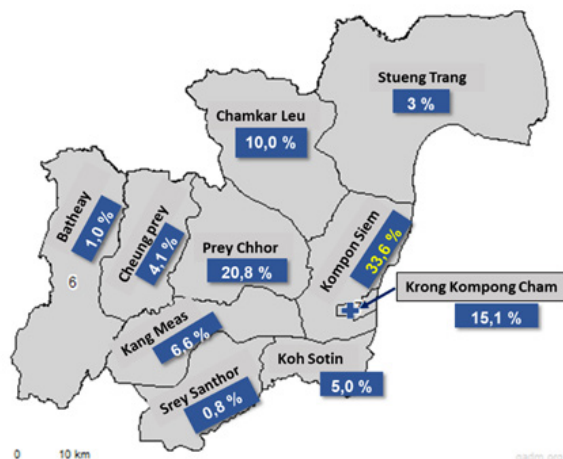 Stueng Trang
3 %
Chamkar Leu
10,0 %
Batheay
1,0 %
6
Cheung prey
4,1 %
Prey Chhor
20,8 %
Kompon Siem
33,6 %
Krong Kompong Cham
15,1 %
Kang Meas
6,6 %
Koh Sotin
5,0 %
Srey Santhor
0,8 %
0 10 km